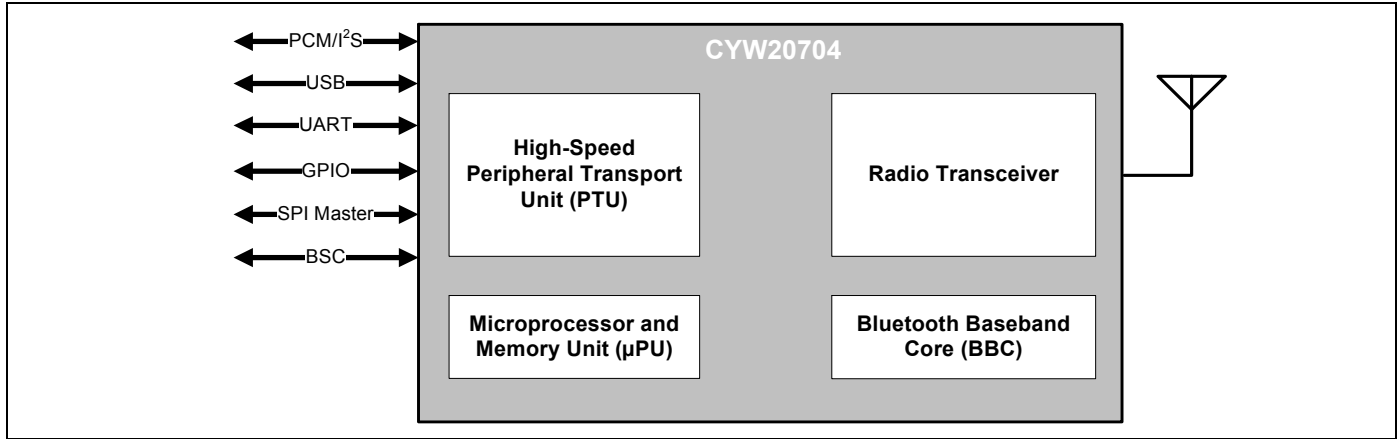 PCM/I²S
USB
UART
GPIO
SPI Master
BSC
CYW20704
High-Speed
Peripheral Transport
Unit (PTU)
Radio Transceiver
Microprocessor and
Memory Unit (µPU)
Bluetooth Baseband
Core (BBC)